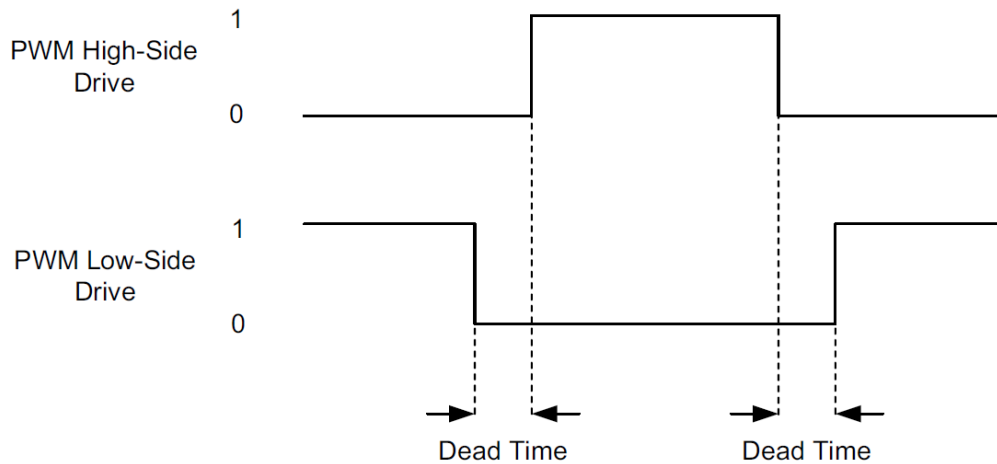 1
PWM High-Side
Drive
0
1
PWM Low-Side
Drive
0
Dead Time
Dead Time